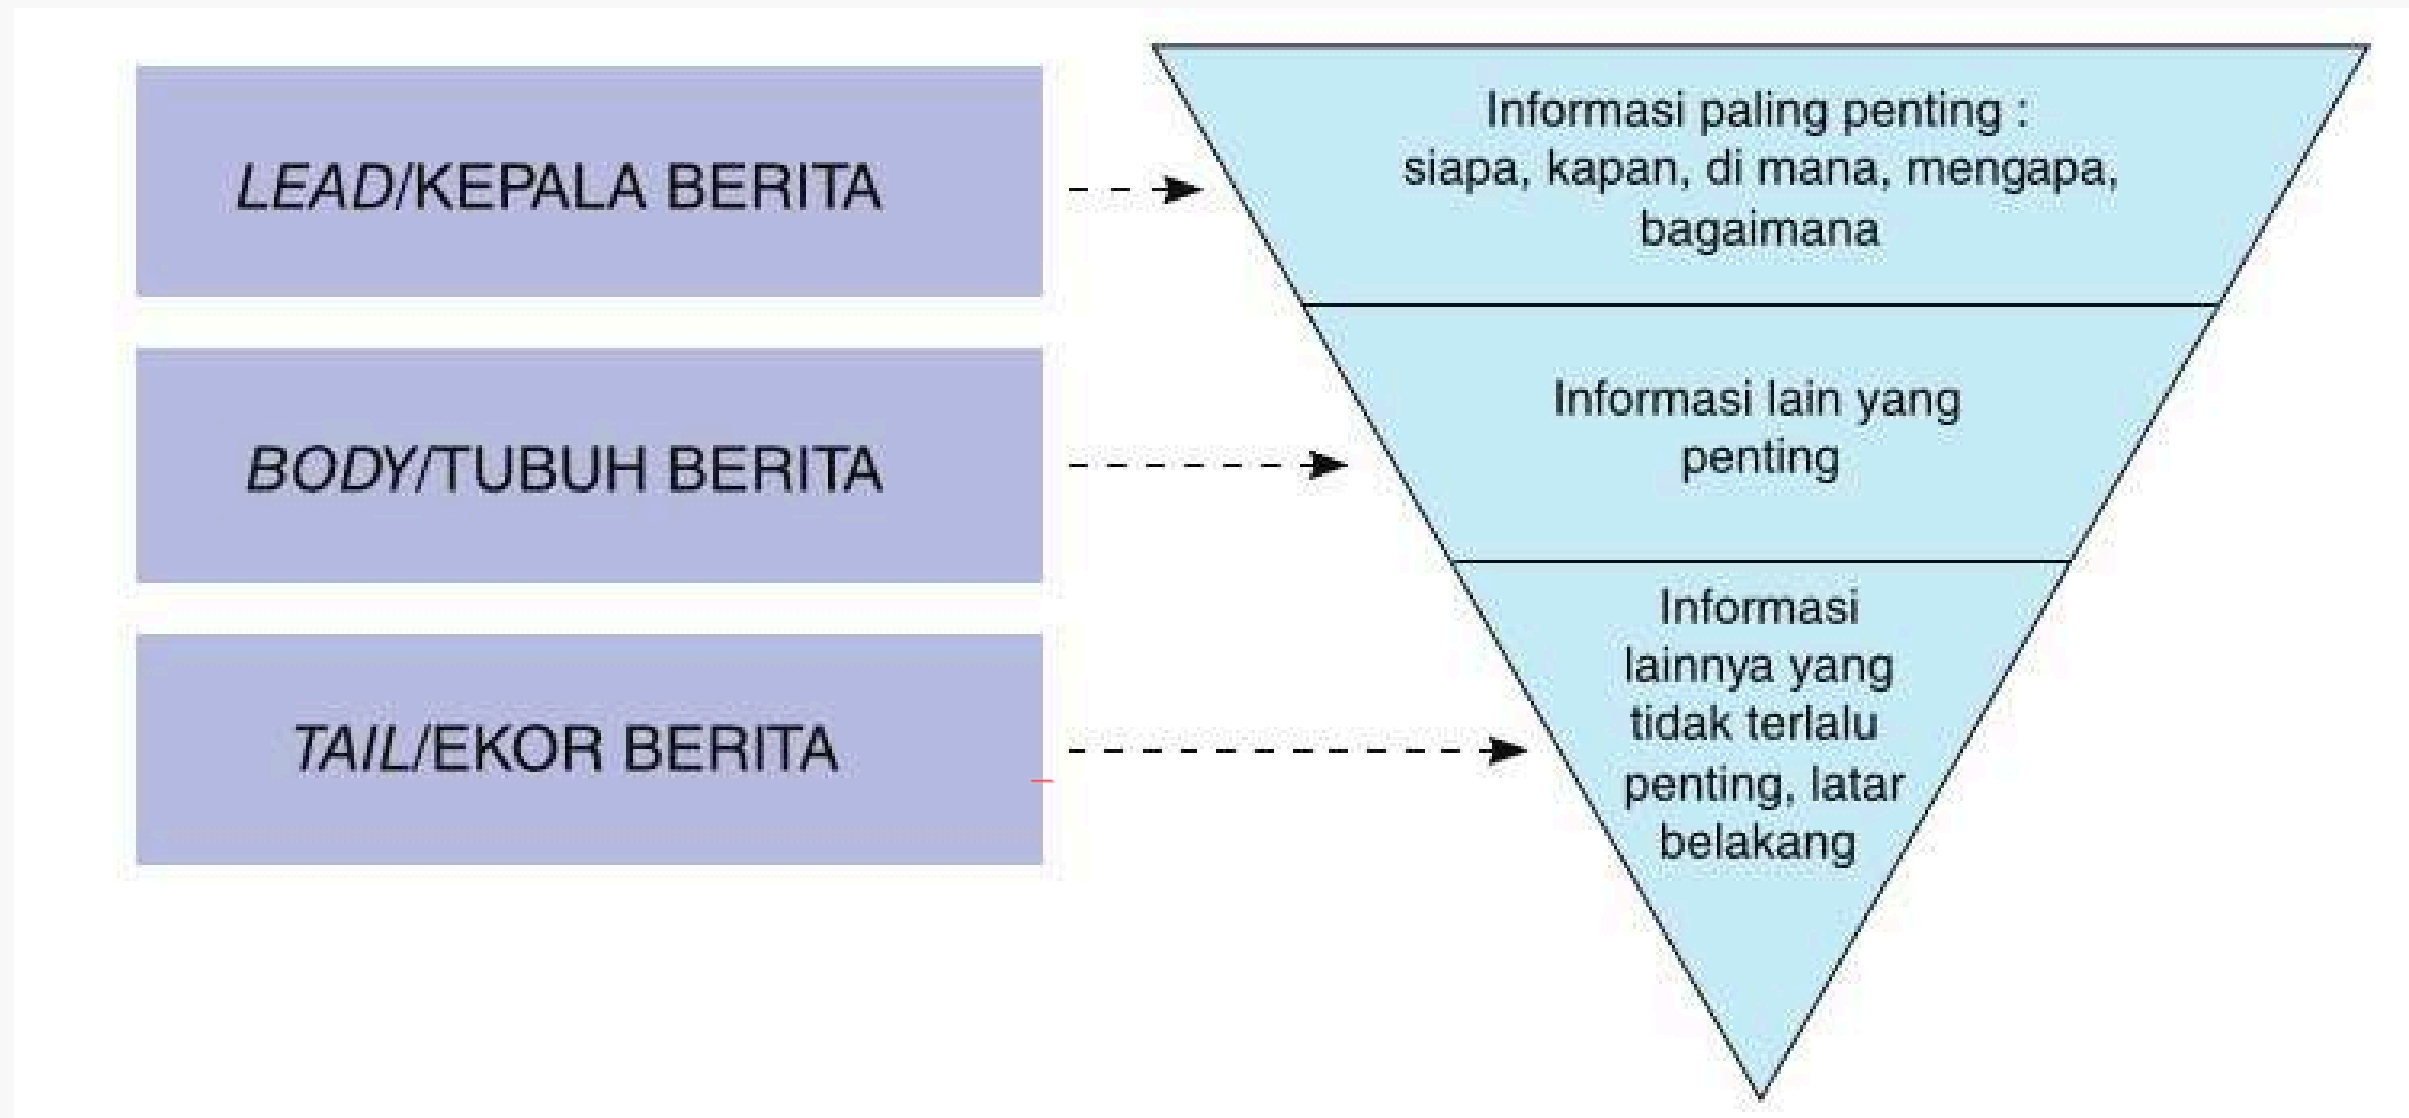 LEAD/KEPALA BERITA
Informasi paling penting :
siapa, kapan, di mana, mengapa,
bagaimana
BODY/TUBUH BERITA
Informasi lain yang
penting
TAIL/EKOR BERITA
Informasi
lainnya yang
tidak terlalu
penting, latar
belakang